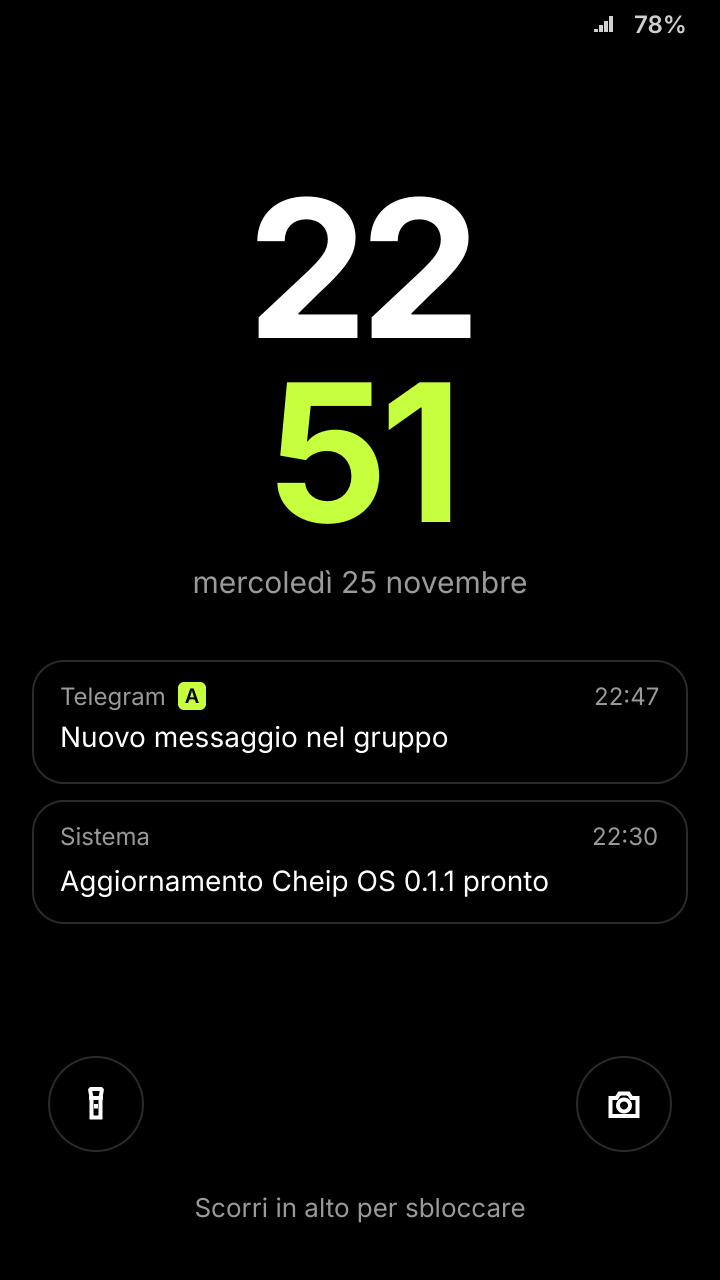 78%
22
51
mercoledì 25 novembre
Telegram A 22:47
Nuovo messaggio nel gruppo
Sistema 22:30
Aggiornamento Cheip OS 0.1.1 pronto
Scorri in alto per sbloccare